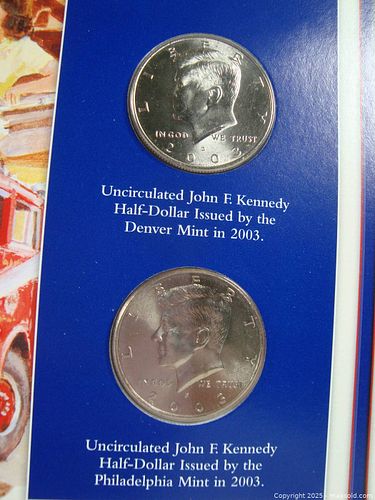 LIBERTY
IN GOD WE TRUST
2003
Uncirculated John F. Kennedy
Half-Dollar Issued by the
Denver Mint in 2003.
LIBERTY
IN GOD WE TRUST
2003
Uncirculated John F. Kennedy
Half-Dollar Issued by the
Philadelphia Mint in 2003.